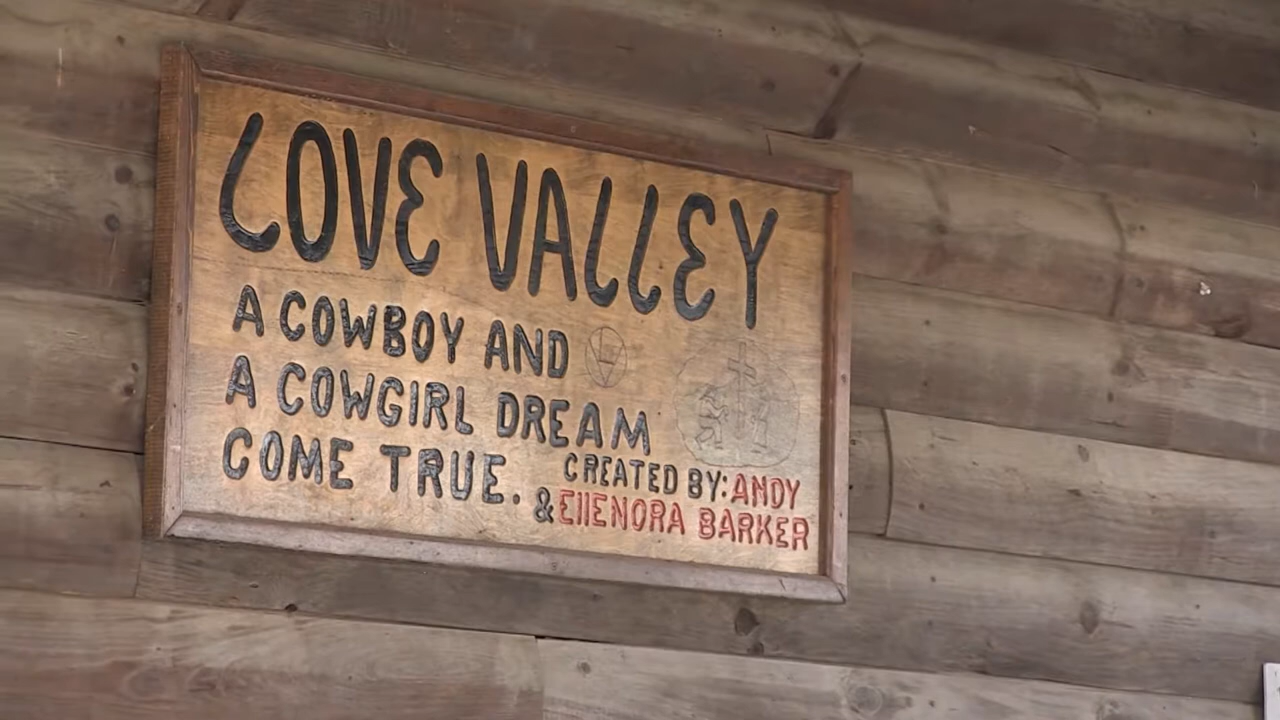 LOVE VALLEY
A COWBOY AND
A COWGIRL DREAM
COME TRUE.
CREATED BY: ANDY
& EllENORA BARKER